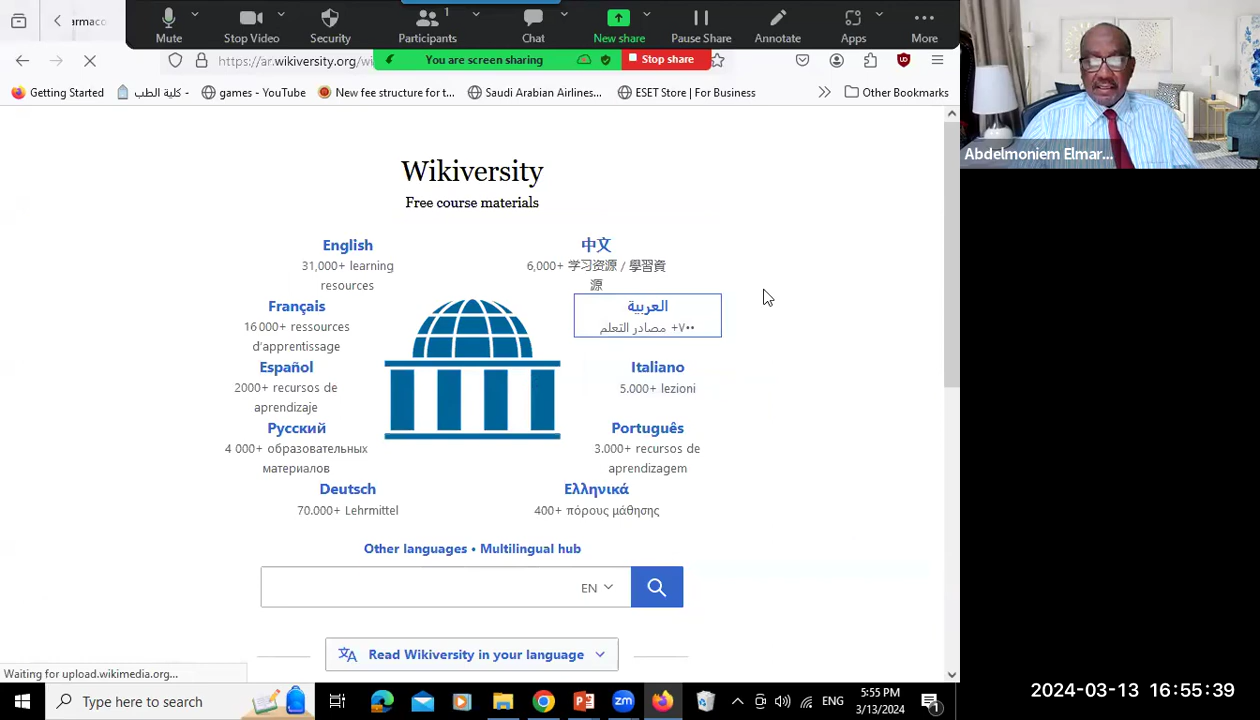 armaco
Mute
Stop Video
Security
1
Participants
Chat
New share
Pause Share
Annotate
Apps
More
https://ar.wikiversity.org/wi
You are screen sharing
Stop share
Getting Started
كلية الطب -
games - YouTube
New fee structure for t...
Saudi Arabian Airlines...
ESET Store | For Business
Other Bookmarks
Abdelmoniem Elmar...
Wikiversity
Free course materials
English
31,000+ learning
resources
中文
6,000+ 学习资源 / 學習資
源
Français
16 000+ ressources
d'apprentissage
العربية
٧٠٠+ مصادر التعلم
Español
2000+ recursos de
aprendizaje
Italiano
5.000+ lezioni
Русский
4 000+ образовательных
материалов
Português
3.000+ recursos de
aprendizagem
Deutsch
70.000+ Lehrmittel
Ελληνικά
400+ πόρους μάθησης
Other languages • Multilingual hub
EN
Read Wikiversity in your language
Waiting for upload.wikimedia.org...
Type here to search
ENG
5:55 PM
3/13/2024
1
2024-03-13 16:55:39